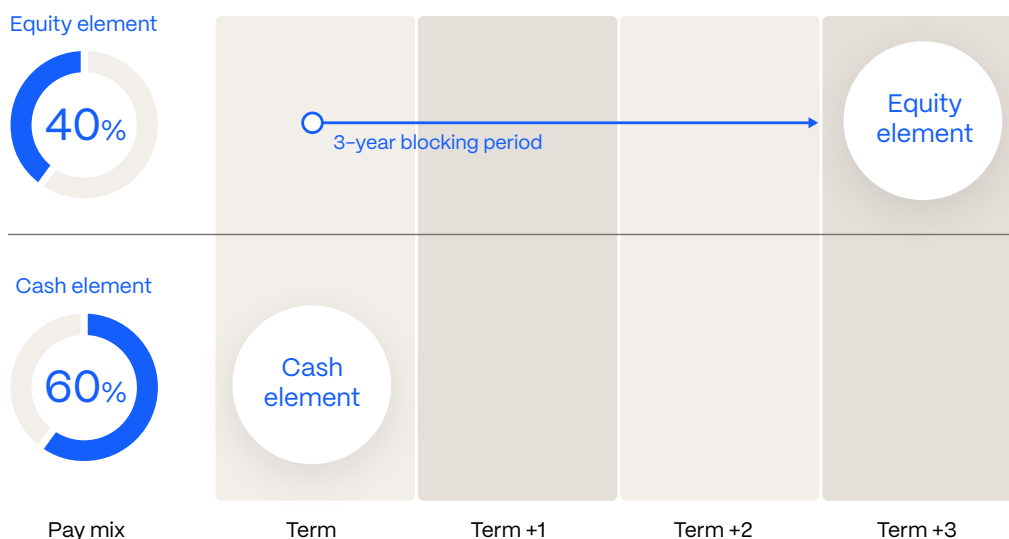 Equity element
40%
3-year blocking period
Equity
element
Cash element
60%
Cash
element
Pay mix
Term
Term +1
Term +2
Term +3